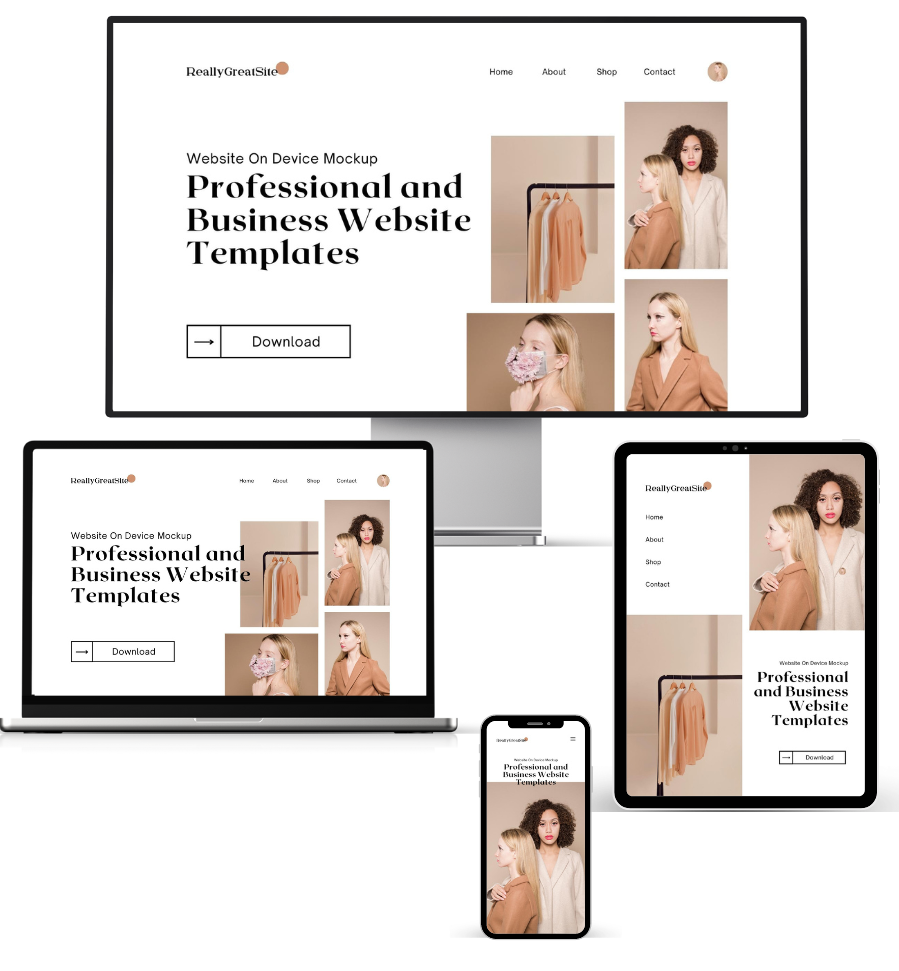 ReallyGreatSite
Home About Shop Contact
Website On Device Mockup
Professional and
Business Website
Templates
Download
ReallyGreatSite
Home About Shop Contact
Website On Device Mockup
Professional and
Business Website
Templates
Download
ReallyGreatSite
Home
About
Shop
Contact
Website On Device Mockup
Professional
and Business
Website
Templates
Download
ReallyGreatSite
Website On Device Mockup
Professional and
Business Website
Templates